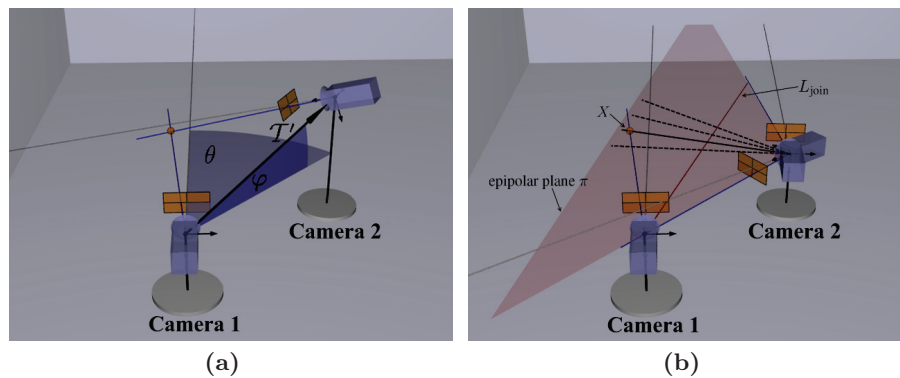 𝒯′
θ
φ
Camera 2
Camera 1
(a)
L_join
X
epipolar plane π
Camera 2
Camera 1
(b)